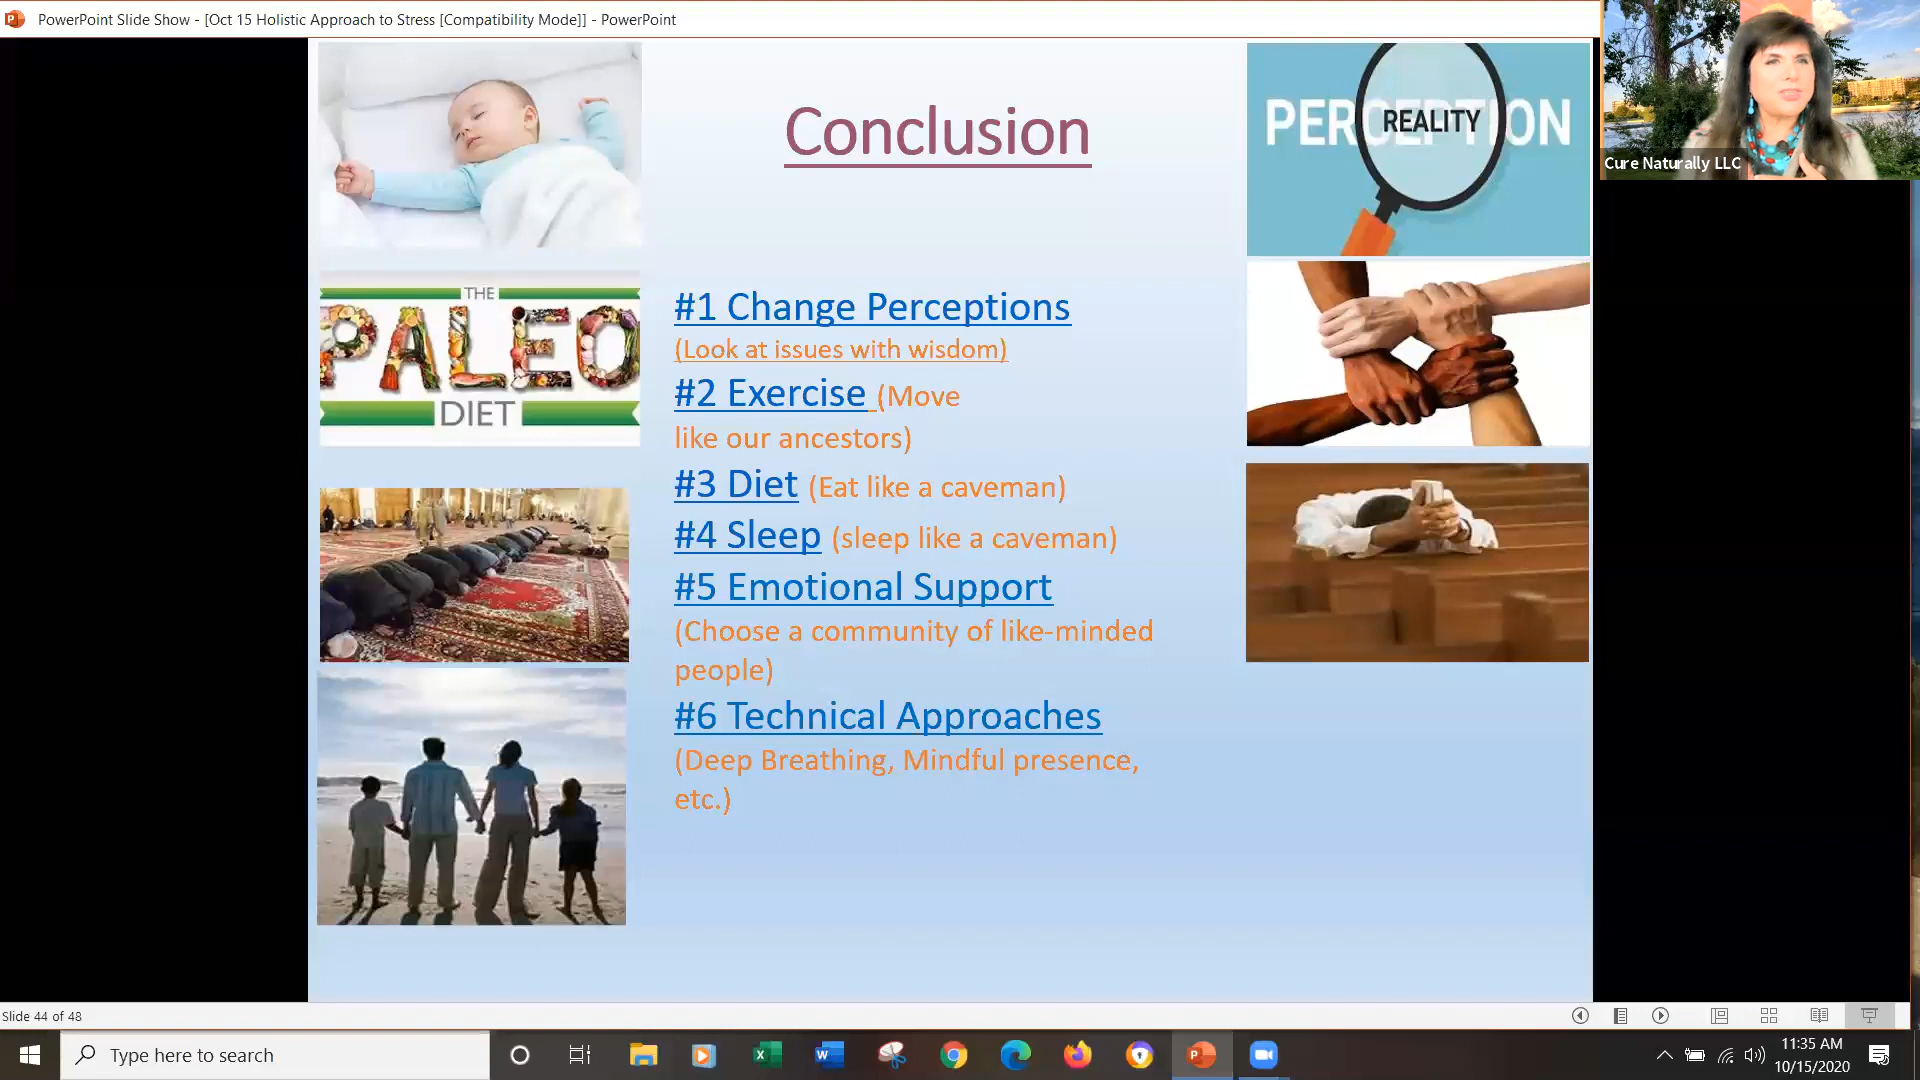 PowerPoint Slide Show - [Oct 15 Holistic Approach to Stress [Compatibility Mode]] - PowerPoint
Cure Naturally LLC
Conclusion
PERCEPTION
REALITY
THE
PALEO
DIET
#1 Change Perceptions
(Look at issues with wisdom)
#2 Exercise (Move
like our ancestors)
#3 Diet (Eat like a caveman)
#4 Sleep (sleep like a caveman)
#5 Emotional Support
(Choose a community of like-minded
people)
#6 Technical Approaches
(Deep Breathing, Mindful presence,
etc.)
Slide 44 of 48
Type here to search
11:35 AM
10/15/2020